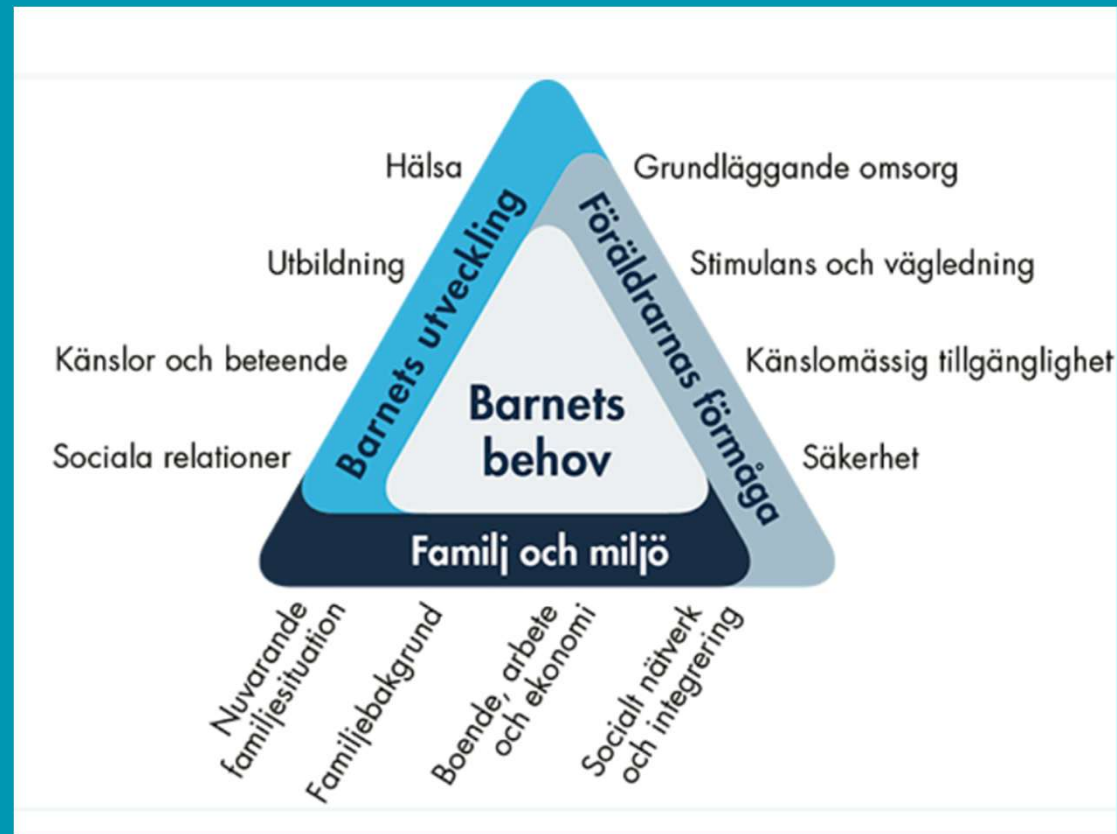 Hälsa
Utbildning
Känslor och beteende
Sociala relationer
Barnets utveckling
Grundläggande omsorg
Stimulans och vägledning
Känslomässig tillgänglighet
Säkerhet
Föräldrarnas förmåga
Barnets
behov
Familj och miljö
Nuvarande
familjesituation
Familjebakgrund
Boende, arbete
och ekonomi
Socialt nätverk
och integrering